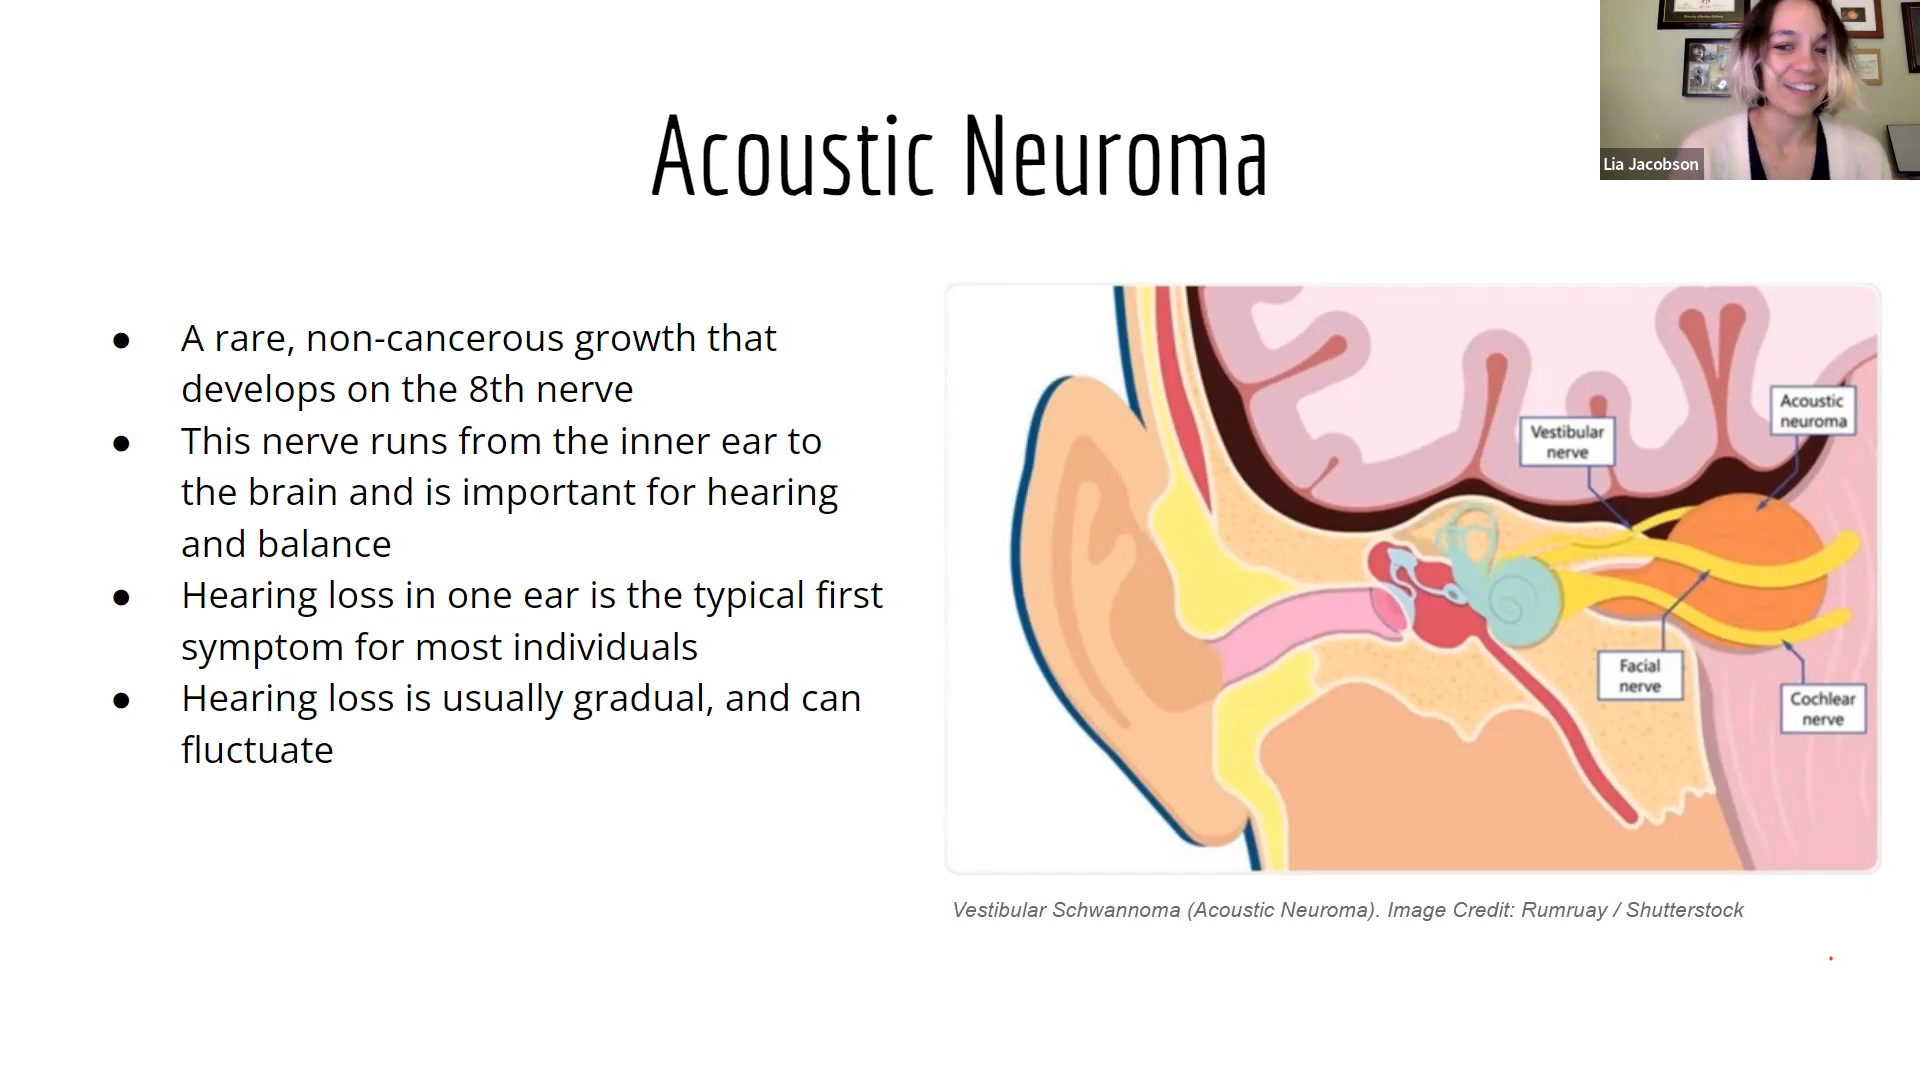 Acoustic Neuroma
Lia Jacobson
● A rare, non-cancerous growth that
develops on the 8th nerve
● This nerve runs from the inner ear to
the brain and is important for hearing
and balance
● Hearing loss in one ear is the typical first
symptom for most individuals
● Hearing loss is usually gradual, and can
fluctuate
Acoustic
neuroma
Vestibular
nerve
Facial
nerve
Cochlear
nerve
Vestibular Schwannoma (Acoustic Neuroma). Image Credit: Rumruay / Shutterstock